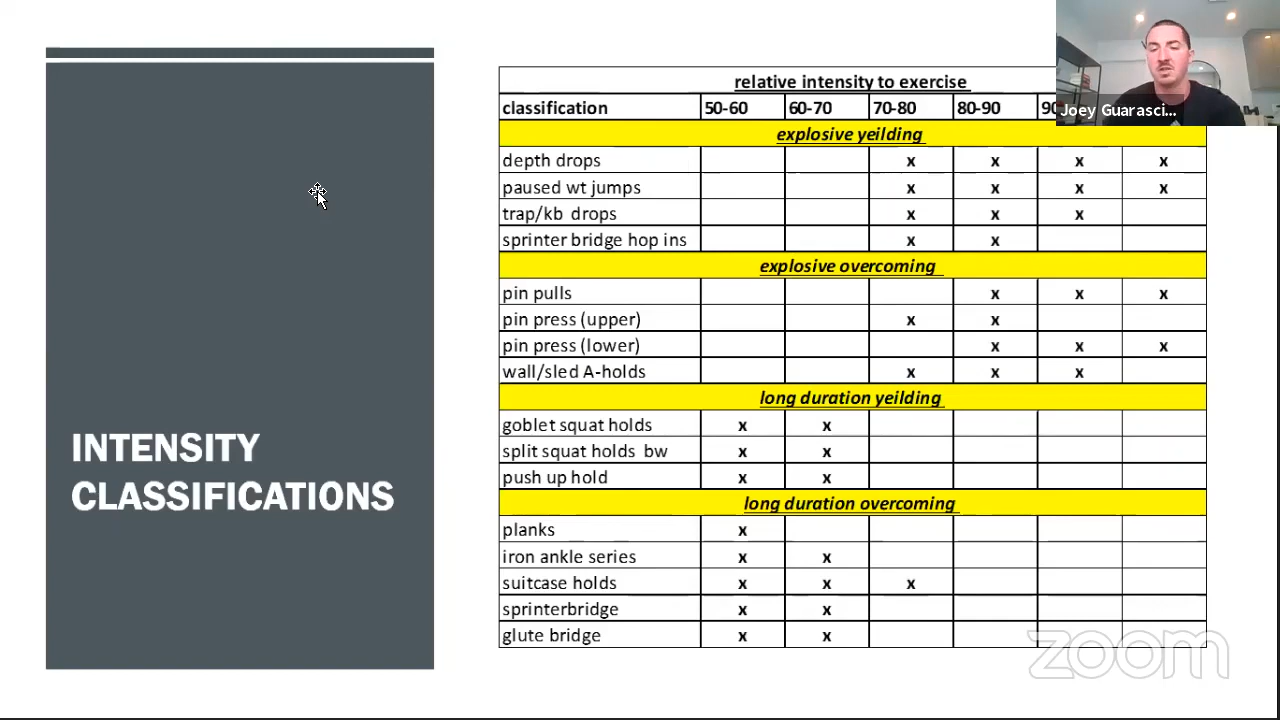 relative intensity to exercise
classification 50-60 60-70 70-80 80-90 90
explosive yeilding
depth drops x x x x
paused wt jumps x x x x
trap/kb drops x x x
sprinter bridge hop ins x x
explosive overcoming
pin pulls x x x
pin press (upper) x x
pin press (lower) x x x
wall/sled A-holds x x x
long duration yeilding
goblet squat holds x x
split squat holds bw x x
push up hold x x
long duration overcoming
planks x
iron ankle series x x
suitcase holds x x x
sprinterbridge x x
glute bridge x x
INTENSITY
CLASSIFICATIONS
Joey Guarasci...
zoom